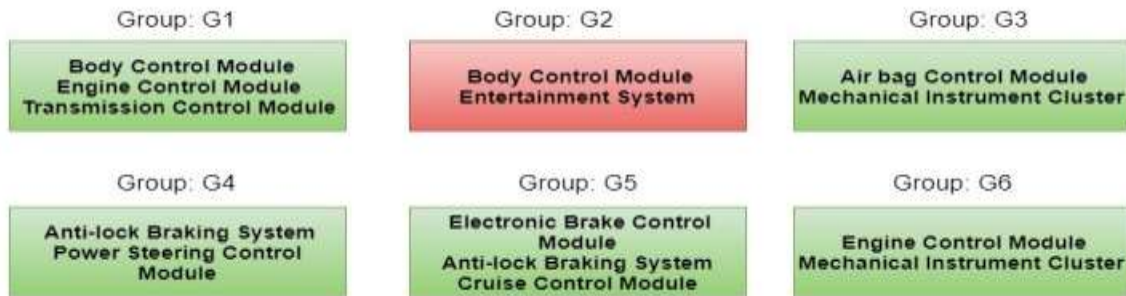 Group: G1
Group: G2
Group: G3
Body Control Module
Engine Control Module
Transmission Control Module
Body Control Module
Entertainment System
Air bag Control Module
Mechanical Instrument Cluster
Group: G4
Group: G5
Group: G6
Anti-lock Braking System
Power Steering Control
Module
Electronic Brake Control
Module
Anti-lock Braking System
Cruise Control Module
Engine Control Module
Mechanical Instrument Cluster